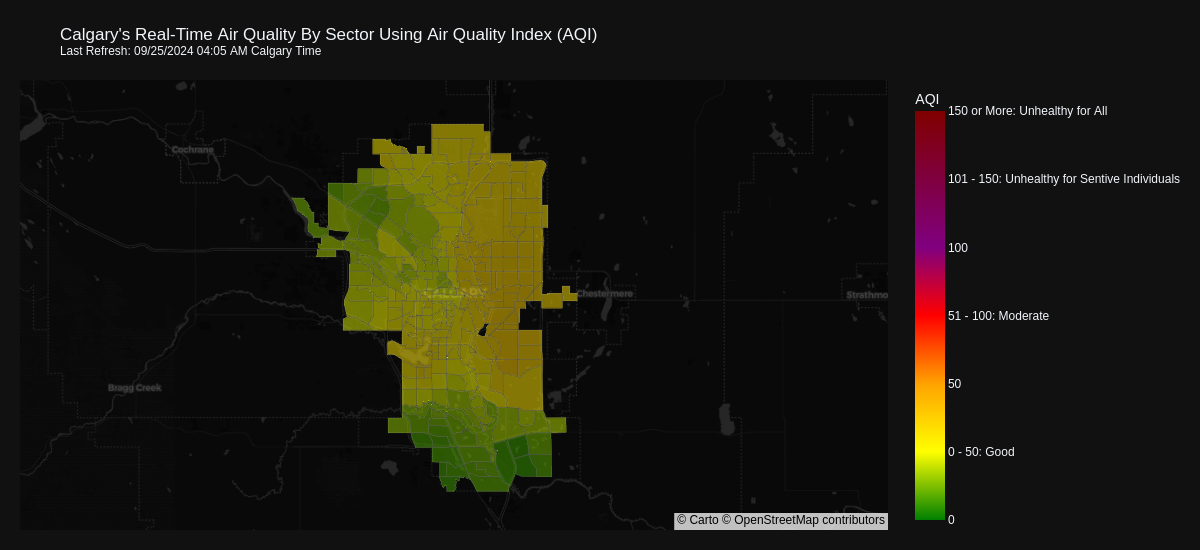 Calgary's Real-Time Air Quality By Sector Using Air Quality Index (AQI)
Last Refresh: 09/25/2024 04:05 AM Calgary Time
AQI
150 or More: Unhealthy for All
Cochrane
101 - 150: Unhealthy for Sentive Individuals
100
CALGARY
Chestermere
Strathmo
51 - 100: Moderate
50
Bragg Creek
0 - 50: Good
0
© Carto © OpenStreetMap contributors